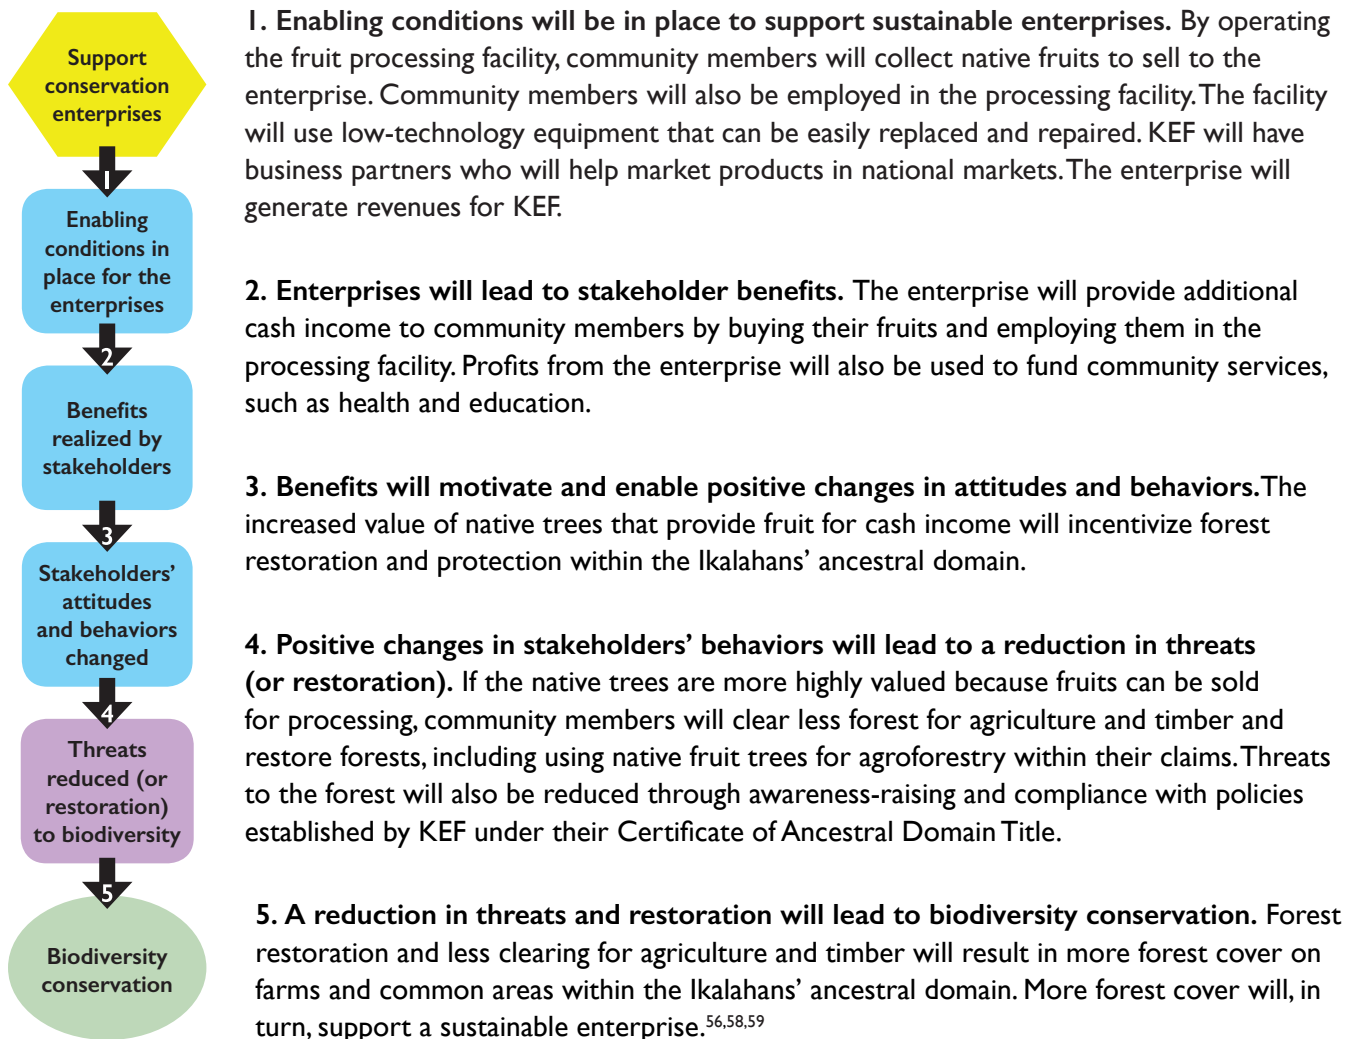 Support
conservation
enterprises
1
Enabling
conditions in
place for the
enterprises
2
Benefits
realized by
stakeholders
3
Stakeholders’
attitudes
and behaviors
changed
4
Threats
reduced (or
restoration)
to biodiversity
5
Biodiversity
conservation
1. Enabling conditions will be in place to support sustainable enterprises. By operating
the fruit processing facility, community members will collect native fruits to sell to the
enterprise. Community members will also be employed in the processing facility. The facility
will use low-technology equipment that can be easily replaced and repaired. KEF will have
business partners who will help market products in national markets. The enterprise will
generate revenues for KEF.
2. Enterprises will lead to stakeholder benefits. The enterprise will provide additional
cash income to community members by buying their fruits and employing them in the
processing facility. Profits from the enterprise will also be used to fund community services,
such as health and education.
3. Benefits will motivate and enable positive changes in attitudes and behaviors. The
increased value of native trees that provide fruit for cash income will incentivize forest
restoration and protection within the Ikalahans’ ancestral domain.
4. Positive changes in stakeholders’ behaviors will lead to a reduction in threats
(or restoration). If the native trees are more highly valued because fruits can be sold
for processing, community members will clear less forest for agriculture and timber and
restore forests, including using native fruit trees for agroforestry within their claims. Threats
to the forest will also be reduced through awareness-raising and compliance with policies
established by KEF under their Certificate of Ancestral Domain Title.
5. A reduction in threats and restoration will lead to biodiversity conservation. Forest
restoration and less clearing for agriculture and timber will result in more forest cover on
farms and common areas within the Ikalahans’ ancestral domain. More forest cover will, in
turn, support a sustainable enterprise.56,58,59